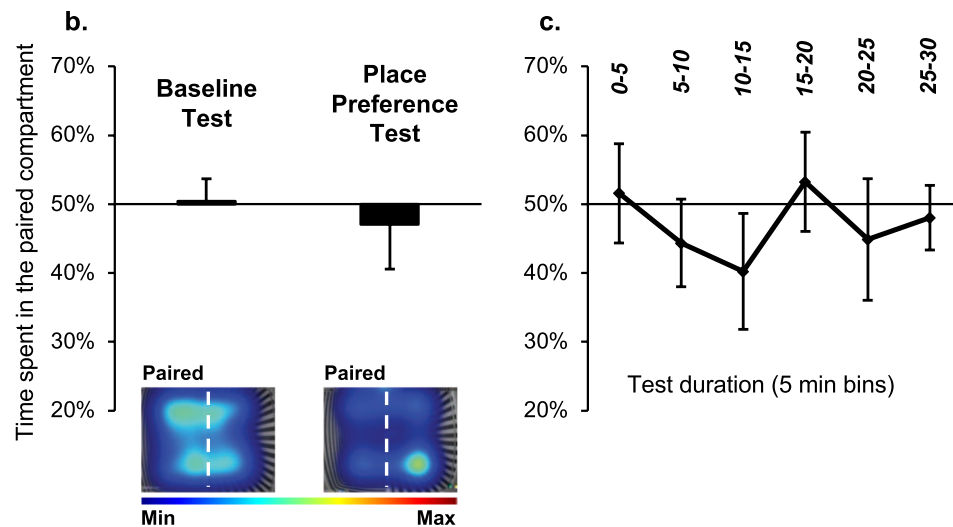 b.
Time spent in the paired compartment
70%
60%
50%
40%
30%
20%
Baseline
Test
Place
Preference
Test
Paired
Paired
Min
Max
c.
70%
60%
50%
40%
30%
20%
0-5
5-10
10-15
15-20
20-25
25-30
Test duration (5 min bins)